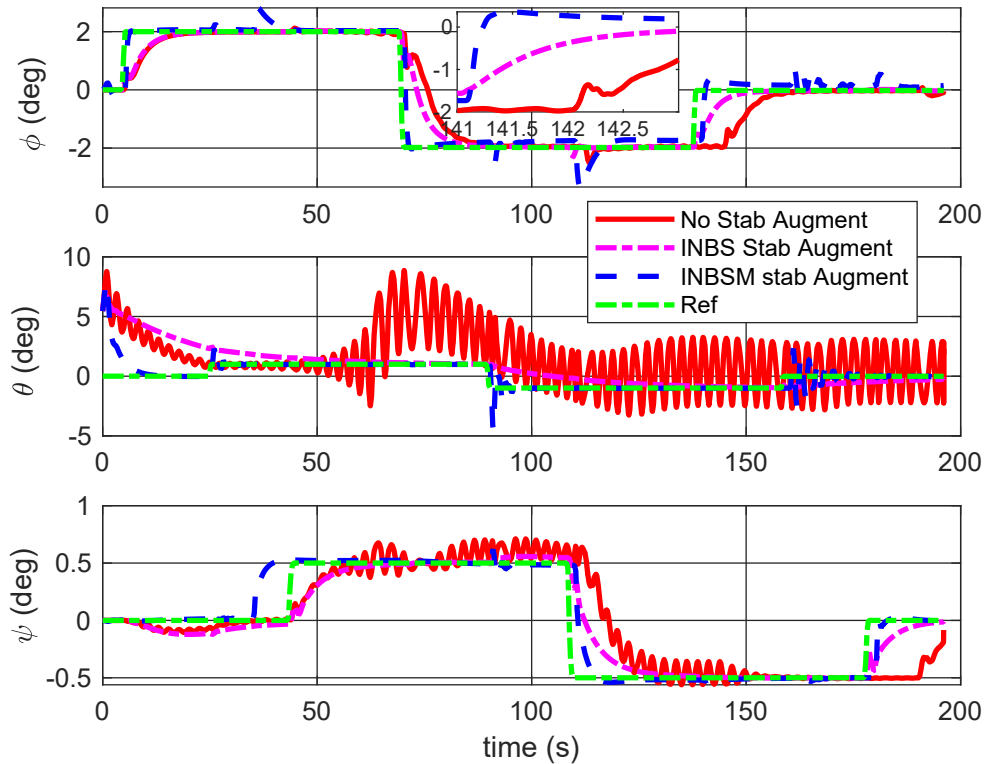 2
0
-2
ϕ (deg)
0
-1
-2
141
141.5
142
142.5
0 50 100 150 200
No Stab Augment
INBS Stab Augment
INBSM stab Augment
Ref
10
5
0
-5
θ (deg)
0 50 100 150 200
1
0.5
0
-0.5
ψ (deg)
0 50 100 150 200
time (s)